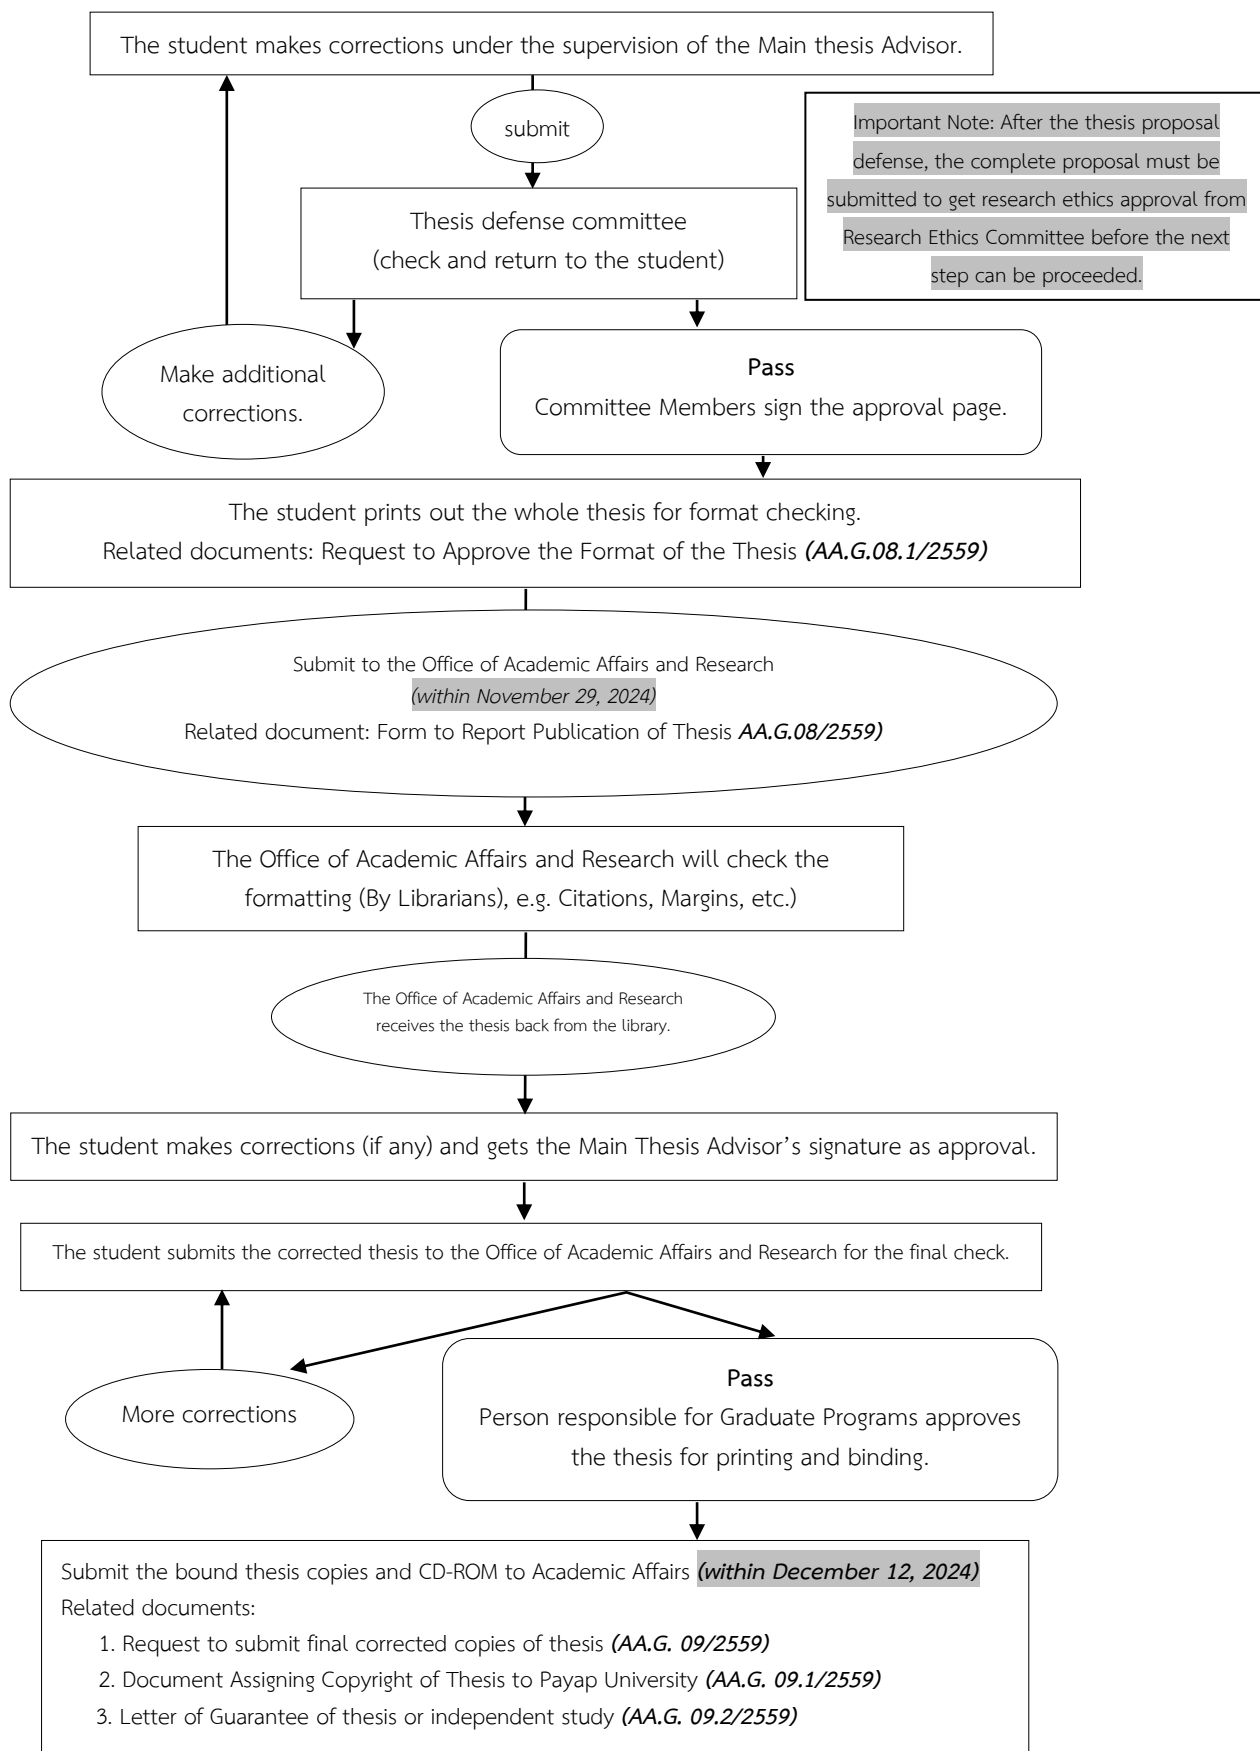 The student makes corrections under the supervision of the Main thesis Advisor.
submit
Important Note: After the thesis proposal
defense, the complete proposal must be
submitted to get research ethics approval from
Research Ethics Committee before the next
step can be proceeded.
Thesis defense committee
(check and return to the student)
Make additional
corrections.
Pass
Committee Members sign the approval page.
The student prints out the whole thesis for format checking.
Related documents: Request to Approve the Format of the Thesis (AA.G.08.1/2559)
Submit to the Office of Academic Affairs and Research
(within November 29, 2024)
Related document: Form to Report Publication of Thesis AA.G.08/2559)
The Office of Academic Affairs and Research will check the
formatting (By Librarians), e.g. Citations, Margins, etc.)
The Office of Academic Affairs and Research
receives the thesis back from the library.
The student makes corrections (if any) and gets the Main Thesis Advisor’s signature as approval.
The student submits the corrected thesis to the Office of Academic Affairs and Research for the final check.
More corrections
Pass
Person responsible for Graduate Programs approves
the thesis for printing and binding.
Submit the bound thesis copies and CD-ROM to Academic Affairs (within December 12, 2024)
Related documents:
1. Request to submit final corrected copies of thesis (AA.G. 09/2559)
2. Document Assigning Copyright of Thesis to Payap University (AA.G. 09.1/2559)
3. Letter of Guarantee of thesis or independent study (AA.G. 09.2/2559)